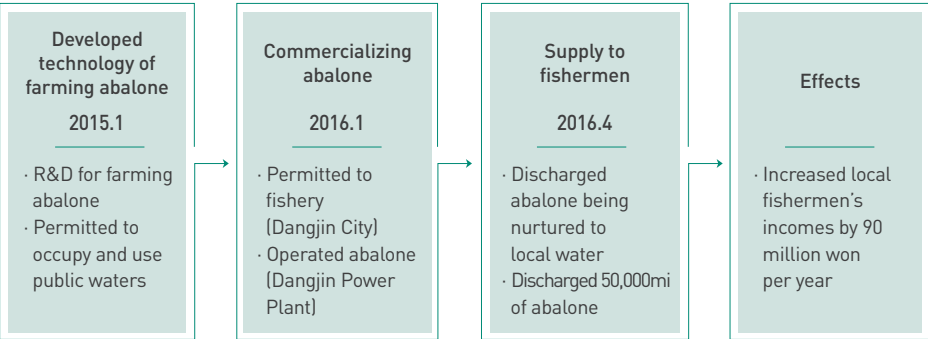 Developed
technology of
farming abalone
2015.1
· R&D for farming
abalone
· Permitted to
occupy and use
public waters
Commercializing
abalone
2016.1
· Permitted to
fishery
(Dangjin City)
· Operated abalone
(Dangjin Power
Plant)
Supply to
fishermen
2016.4
· Discharged
abalone being
nurtured to
local water
· Discharged 50,000mi
of abalone
Effects
· Increased local
fishermen's
incomes by 90
million won
per year